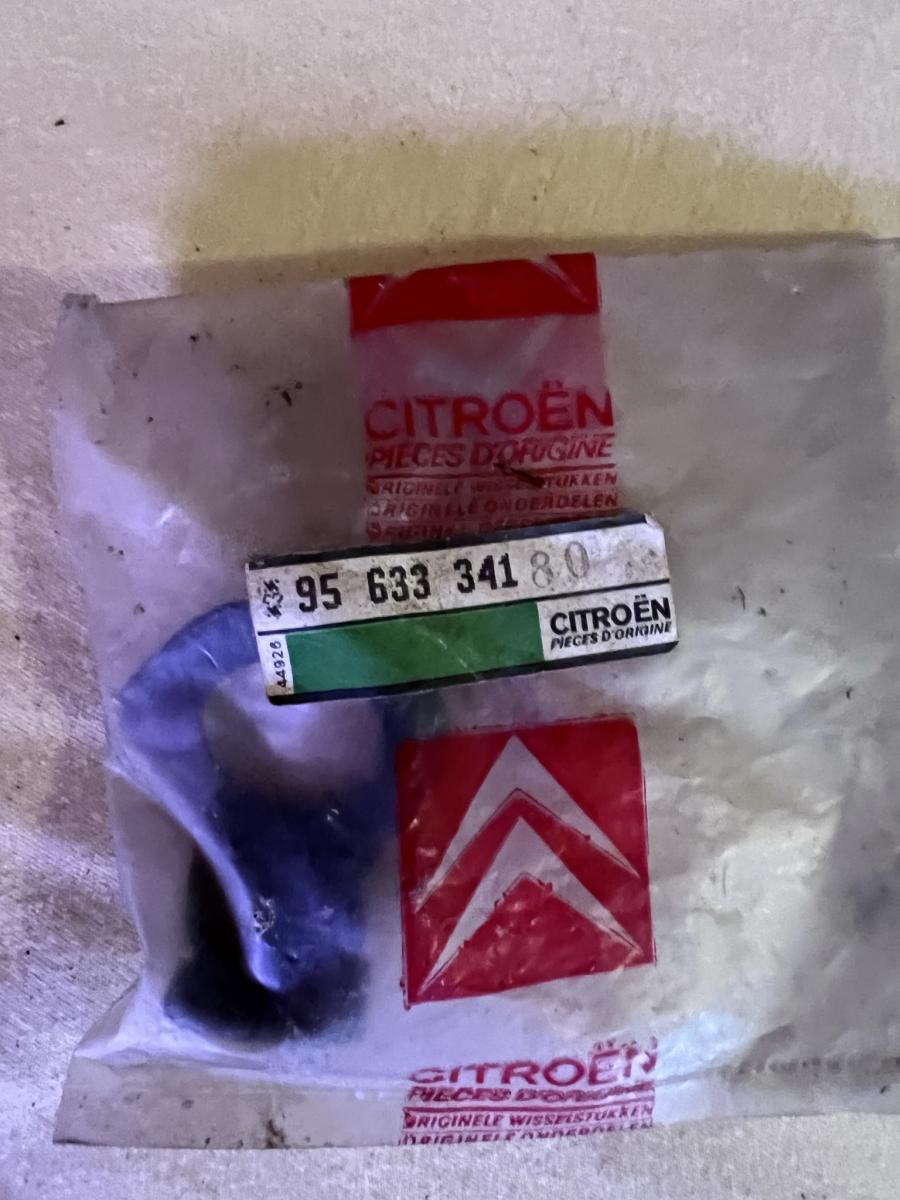 CITROËN
PIECES D'ORIGINE
ORIGINELE WISSELSTUKKEN
ORIGINELE ONDERDELEN
95 633 341 80
44926
CITROËN
PIECES D'ORIGINE
CITROËN
PIECES D'ORIGINE
ORIGINELE WISSELSTUKKEN
ORIGINELE ONDERDELEN